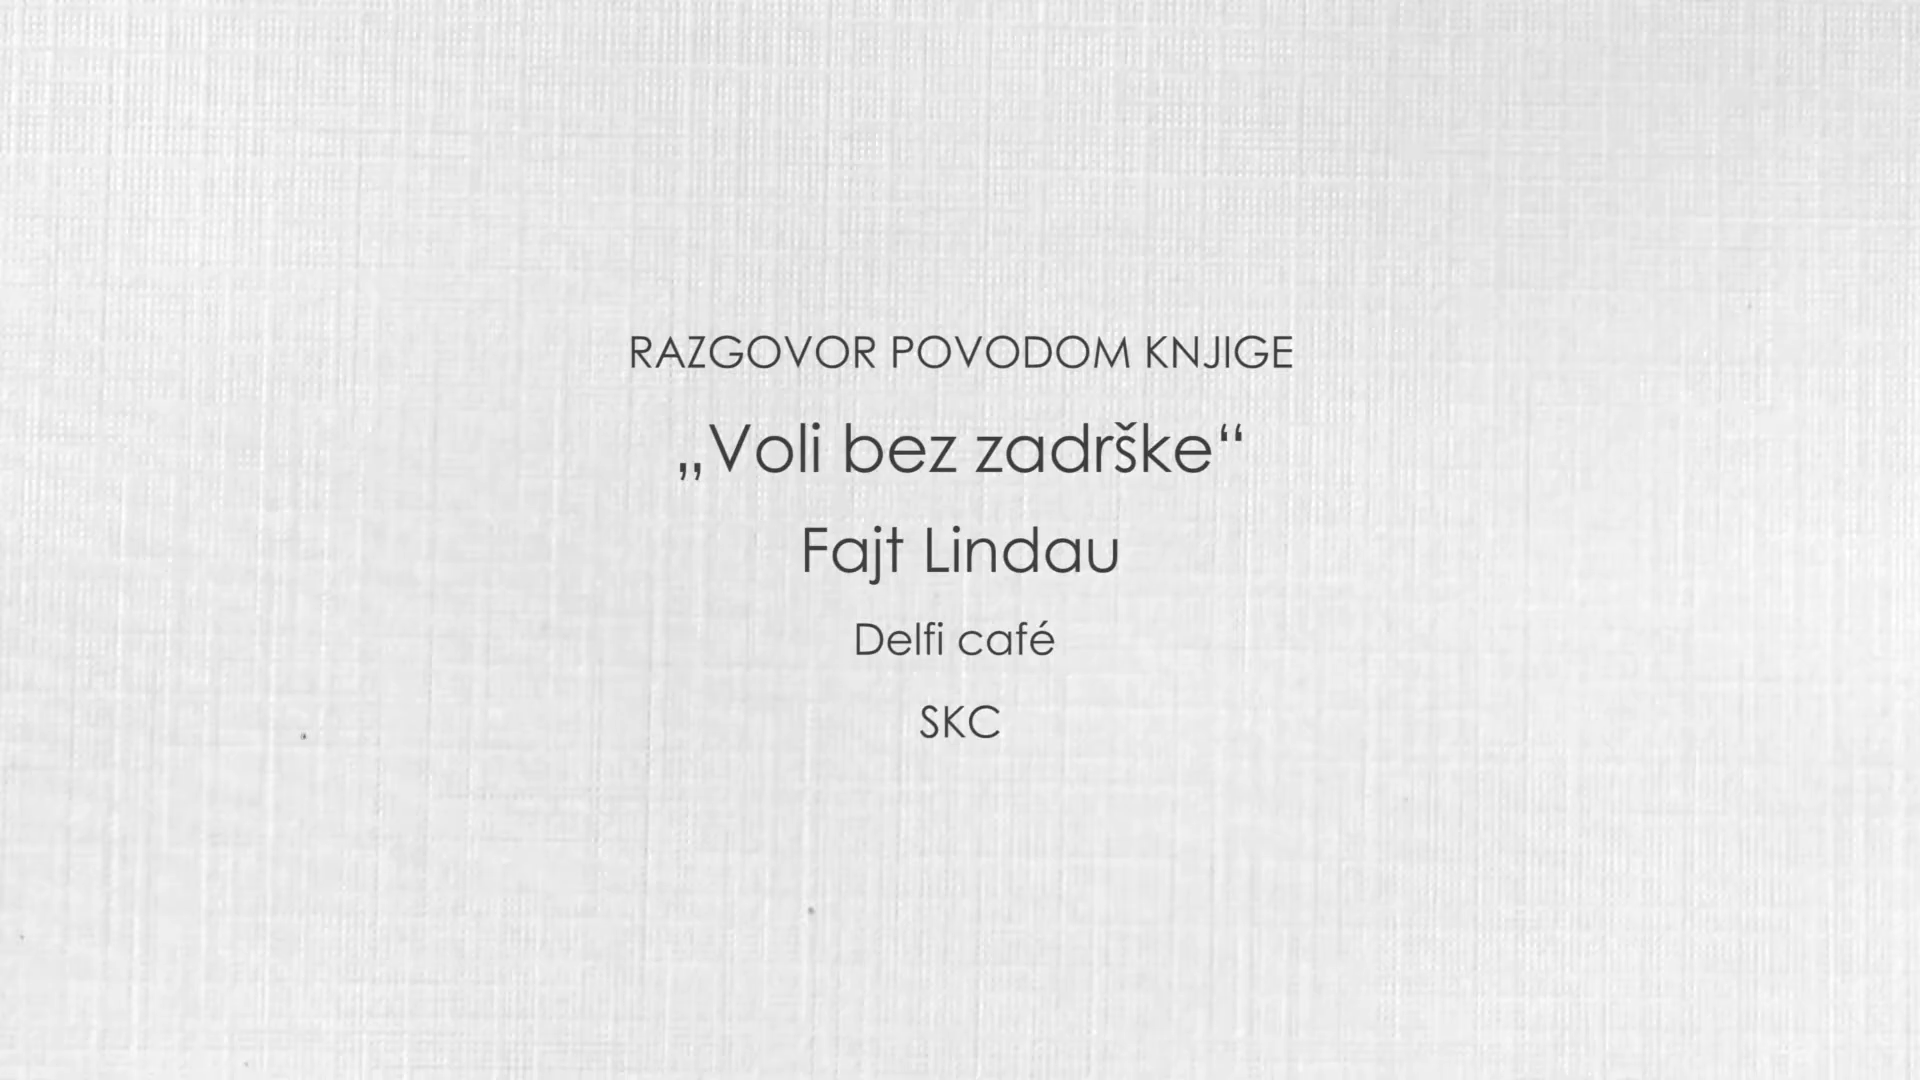 RAZGOVOR POVODOM KNJIGE
„Voli bez zadrške“
Fajt Lindau
Delfi café
SKC